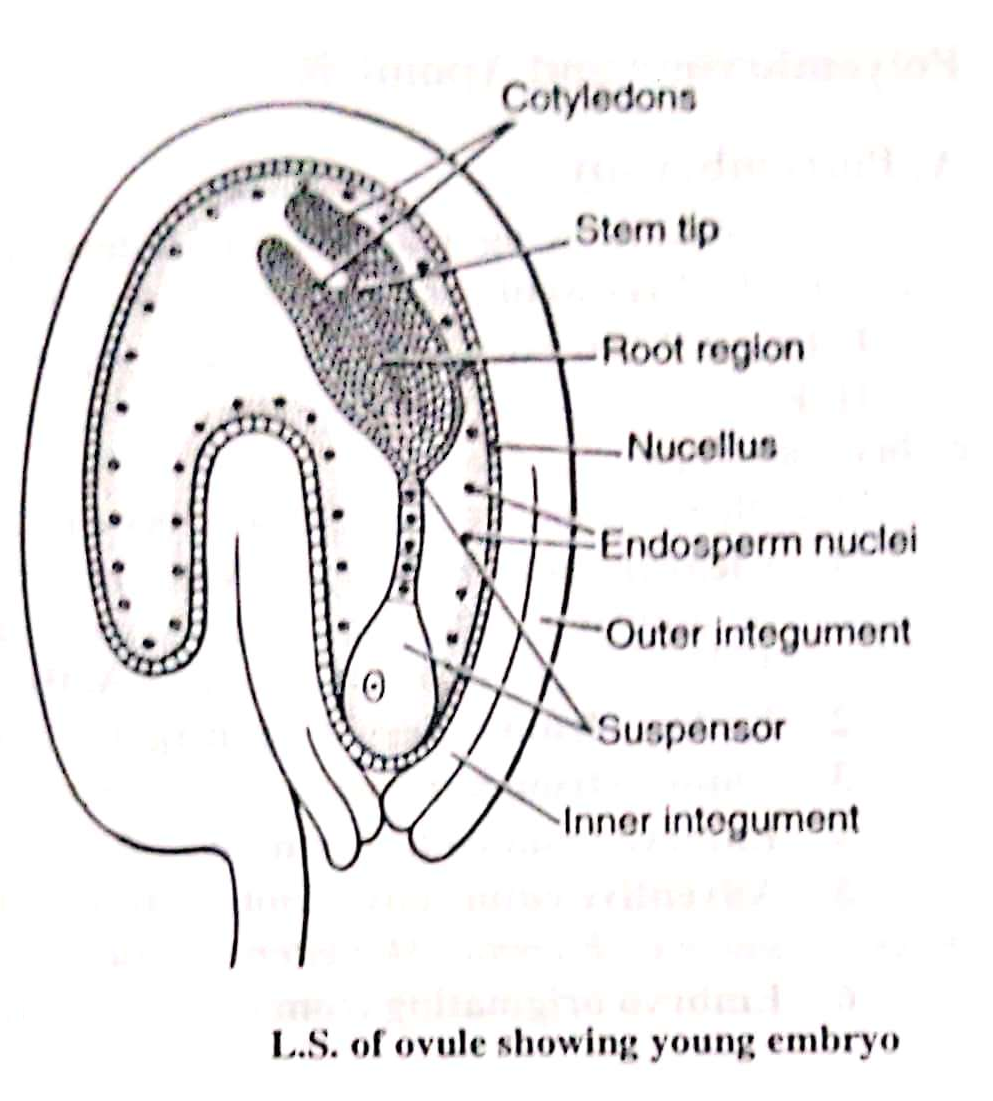 Cotyledons
Stem tip
Root region
Nucellus
Endosperm nuclei
Outer integument
Suspensor
Inner integument
L.S. of ovule showing young embryo